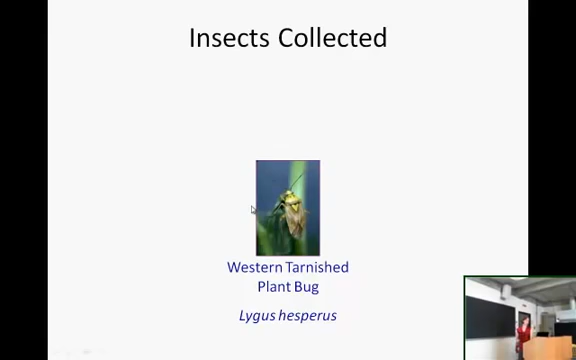 Insects Collected
Western Tarnished
Plant Bug
Lygus hesperus